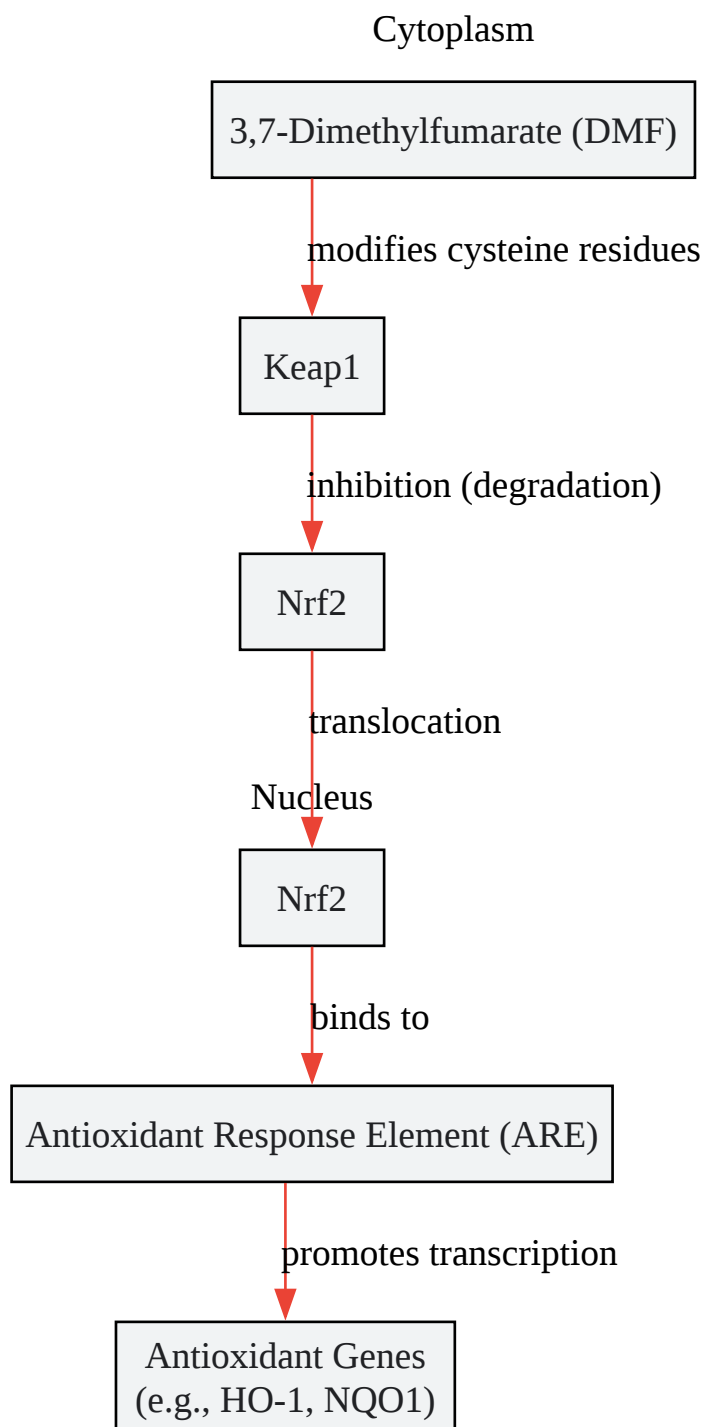 Cytoplasm
3,7-Dimethylfumarate (DMF)
modifies cysteine residues
Keap1
inhibition (degradation)
Nrf2
translocation
Nucleus
Nrf2
binds to
Antioxidant Response Element (ARE)
promotes transcription
Antioxidant Genes
(e.g., HO-1, NQO1)